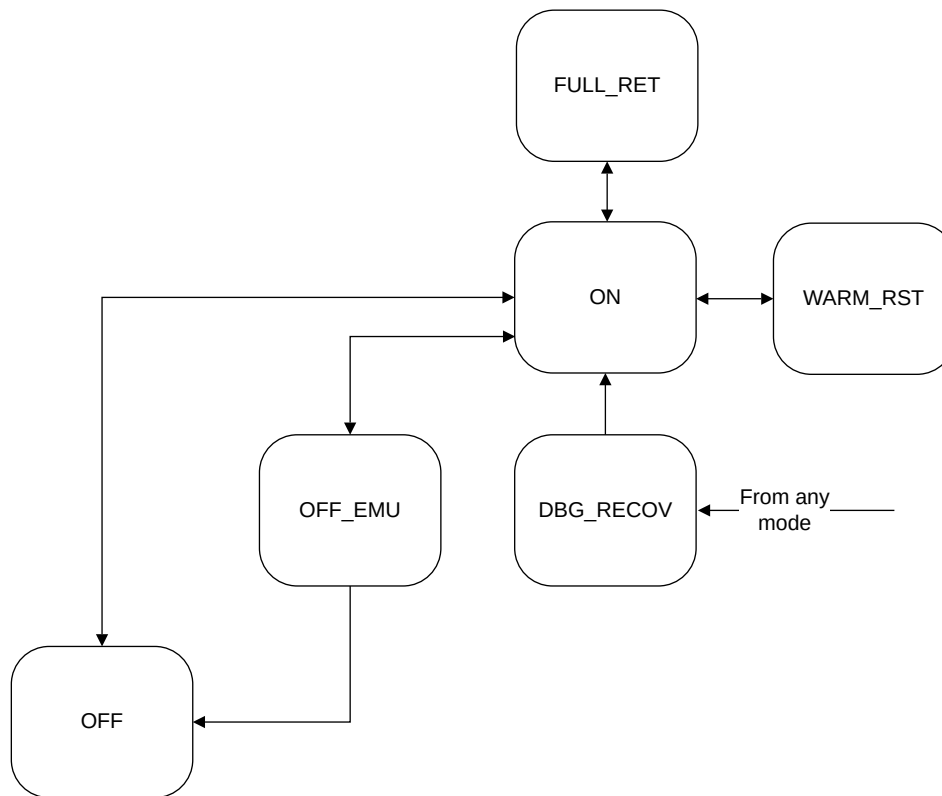 FULL_RET
ON
WARM_RST
OFF_EMU
DBG_RECOV
From any
mode
OFF